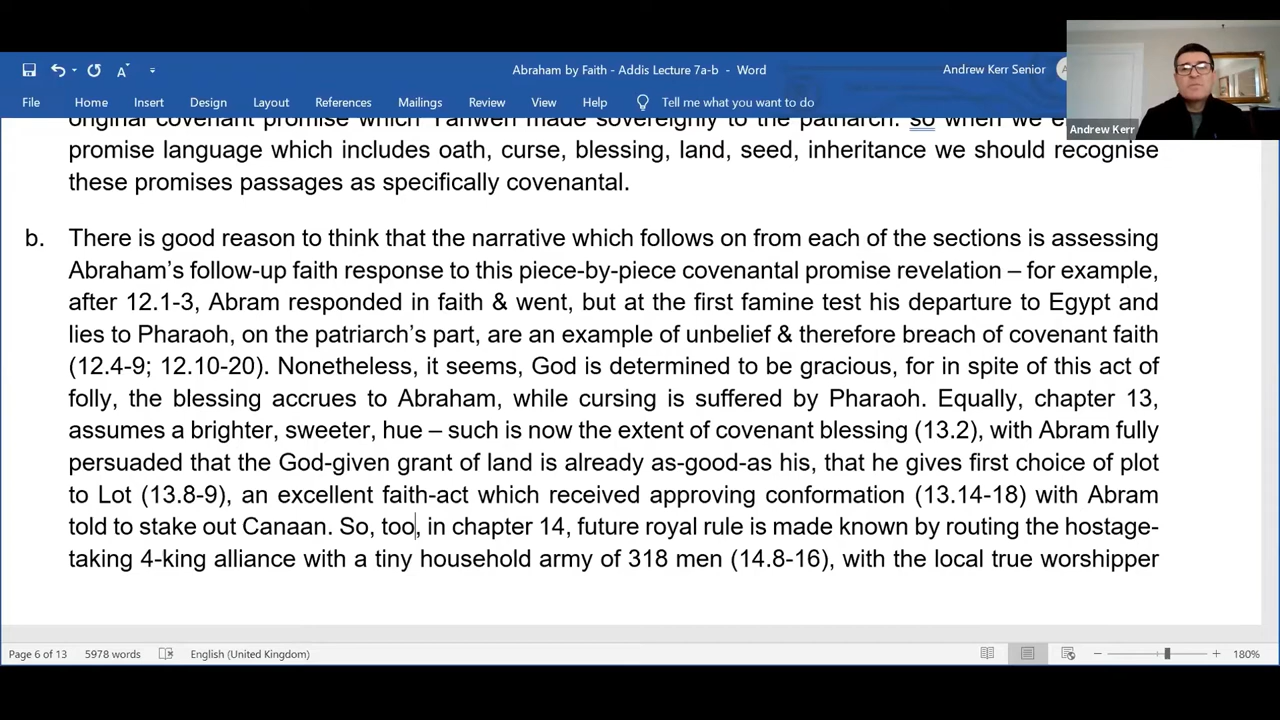 Abraham by Faith - Addis Lecture 7a-b - Word
Andrew Kerr Senior
File Home Insert Design Layout References Mailings Review View Help Tell me what you want to do
Andrew Kerr
original covenant promise which Yahweh made sovereignly to the patriarch: so when we
promise language which includes oath, curse, blessing, land, seed, inheritance we should recognise
these promises passages as specifically covenantal.
b. There is good reason to think that the narrative which follows on from each of the sections is assessing
Abraham’s follow-up faith response to this piece-by-piece covenantal promise revelation – for example,
after 12.1-3, Abram responded in faith & went, but at the first famine test his departure to Egypt and
lies to Pharaoh, on the patriarch’s part, are an example of unbelief & therefore breach of covenant faith
(12.4-9; 12.10-20). Nonetheless, it seems, God is determined to be gracious, for in spite of this act of
folly, the blessing accrues to Abraham, while cursing is suffered by Pharaoh. Equally, chapter 13,
assumes a brighter, sweeter, hue – such is now the extent of covenant blessing (13.2), with Abram fully
persuaded that the God-given grant of land is already as-good-as his, that he gives first choice of plot
to Lot (13.8-9), an excellent faith-act which received approving conformation (13.14-18) with Abram
told to stake out Canaan. So, too, in chapter 14, future royal rule is made known by routing the hostage-
taking 4-king alliance with a tiny household army of 318 men (14.8-16), with the local true worshipper
Page 6 of 13 5978 words English (United Kingdom) 180%